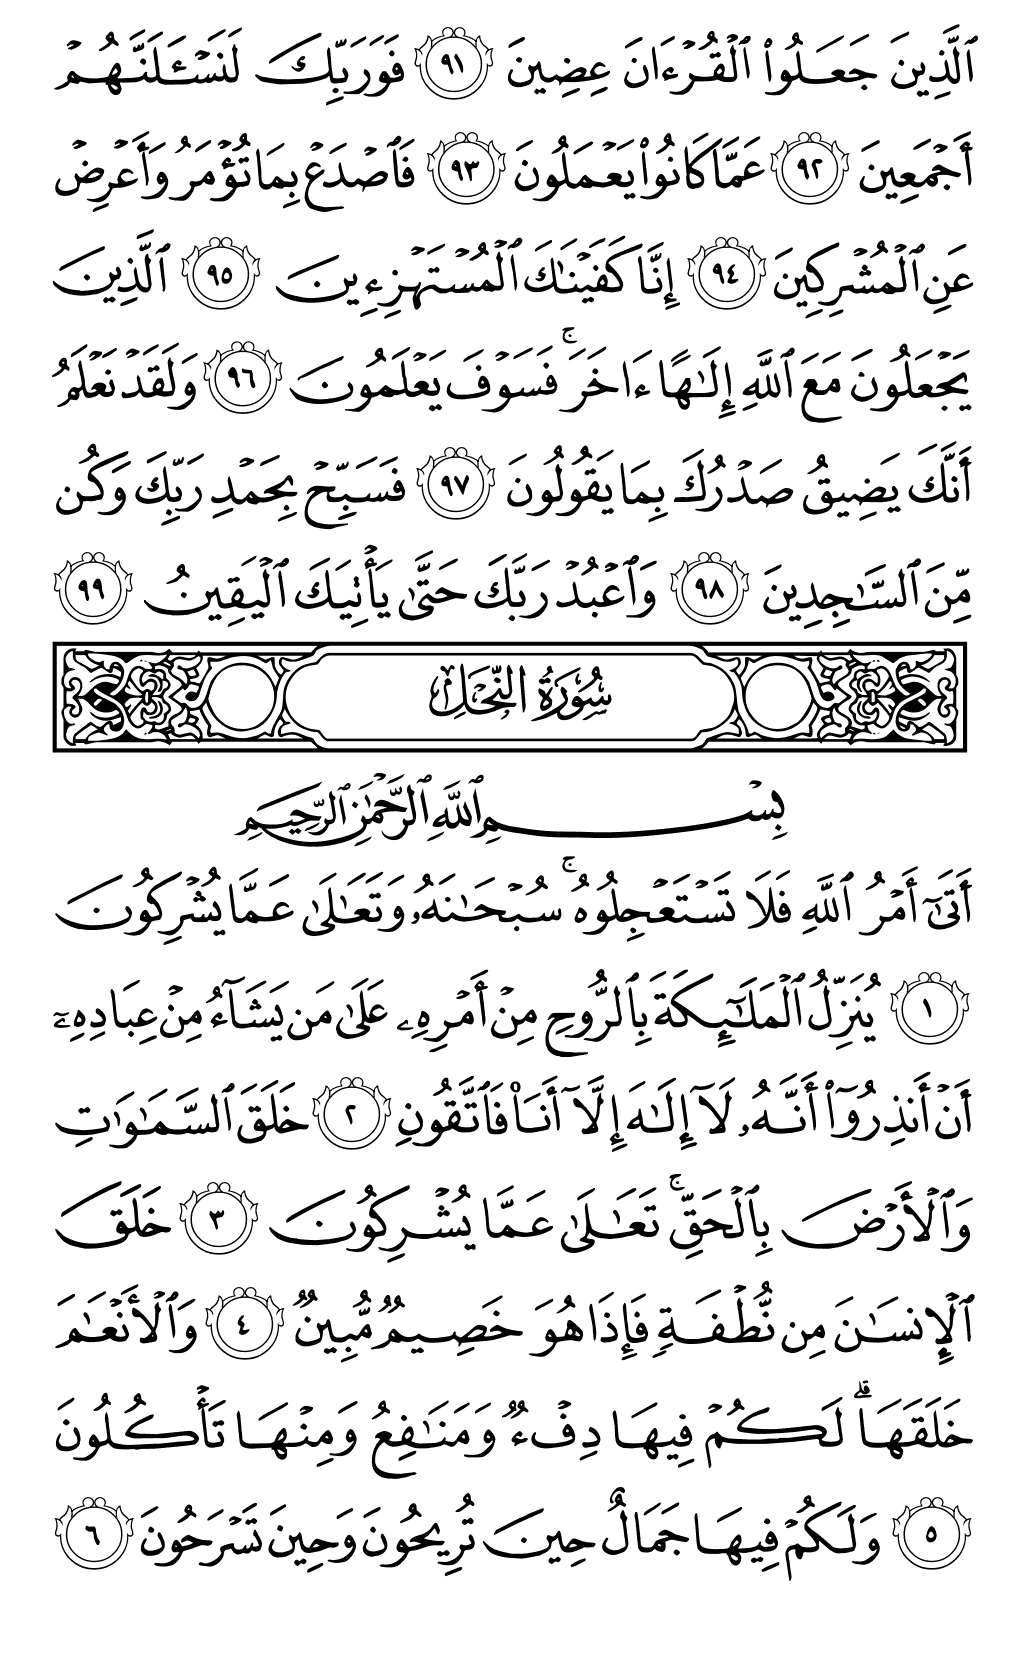 ٱلَّذِينَ جَعَلُوا۟ ٱلْقُرْءَانَ عِضِينَ ٩١ فَوَرَبِّكَ لَنَسْـَٔلَنَّهُمْ
أَجْمَعِينَ ٩٢ عَمَّا كَانُوا۟ يَعْمَلُونَ ٩٣ فَٱصْدَعْ بِمَا تُؤْمَرُ وَأَعْرِضْ
عَنِ ٱلْمُشْرِكِينَ ٩٤ إِنَّا كَفَيْنَٰكَ ٱلْمُسْتَهْزِءِينَ ٩٥ ٱلَّذِينَ
يَجْعَلُونَ مَعَ ٱللَّهِ إِلَٰهًا ءَاخَرَ ۚ فَسَوْفَ يَعْلَمُونَ ٩٦ وَلَقَدْ نَعْلَمُ
أَنَّكَ يَضِيقُ صَدْرُكَ بِمَا يَقُولُونَ ٩٧ فَسَبِّحْ بِحَمْدِ رَبِّكَ وَكُن
مِّنَ ٱلسَّٰجِدِينَ ٩٨ وَٱعْبُدْ رَبَّكَ حَتَّىٰ يَأْتِيَكَ ٱلْيَقِينُ ٩٩
سُورَةُ النَّحْلِ
بِسْمِ ٱللَّهِ ٱلرَّحْمَٰنِ ٱلرَّحِيمِ
أَتَىٰٓ أَمْرُ ٱللَّهِ فَلَا تَسْتَعْجِلُوهُ ۚ سُبْحَٰنَهُۥ وَتَعَٰلَىٰ عَمَّا يُشْرِكُونَ
١ يُنَزِّلُ ٱلْمَلَٰٓئِكَةَ بِٱلرُّوحِ مِنْ أَمْرِهِۦ عَلَىٰ مَن يَشَآءُ مِنْ عِبَادِهِۦٓ
أَنْ أَنذِرُوٓا۟ أَنَّهُۥ لَآ إِلَٰهَ إِلَّآ أَنَا۠ فَٱتَّقُونِ ٢ خَلَقَ ٱلسَّمَٰوَٰتِ
وَٱلْأَرْضَ بِٱلْحَقِّ ۚ تَعَٰلَىٰ عَمَّا يُشْرِكُونَ ٣ خَلَقَ
ٱلْإِنسَٰنَ مِن نُّطْفَةٍ فَإِذَا هُوَ خَصِيمٌ مُّبِينٌ ٤ وَٱلْأَنْعَٰمَ
خَلَقَهَا ۗ لَكُمْ فِيهَا دِفْءٌ وَمَنَٰفِعُ وَمِنْهَا تَأْكُلُونَ
٥ وَلَكُمْ فِيهَا جَمَالٌ حِينَ تُرِيحُونَ وَحِينَ تَسْرَحُونَ ٦